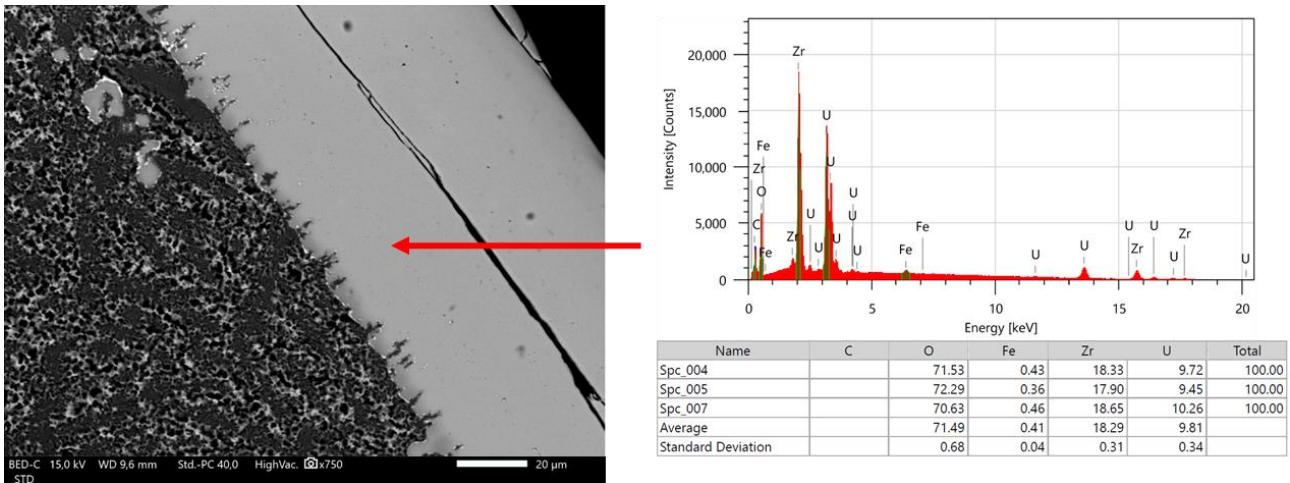 BED-C 15,0 kV WD 9,6 mm Std.-PC 40,0 HighVac. x750 20 µm
STD
Intensity [Counts]
20,000
15,000
10,000
5,000
0
Zr
U
U
Fe
Zr
O
C
Fe
Zr
U
U
U
U
U
U
Fe
Fe
U
U
U
Zr
Zr
U
U
0 5 10 15 20
Energy [keV]
Name C O Fe Zr U Total
Spc_004 71.53 0.43 18.33 9.72 100.00
Spc_005 72.29 0.36 17.90 9.45 100.00
Spc_007 70.63 0.46 18.65 10.26 100.00
Average 71.49 0.41 18.29 9.81
Standard Deviation 0.68 0.04 0.31 0.34